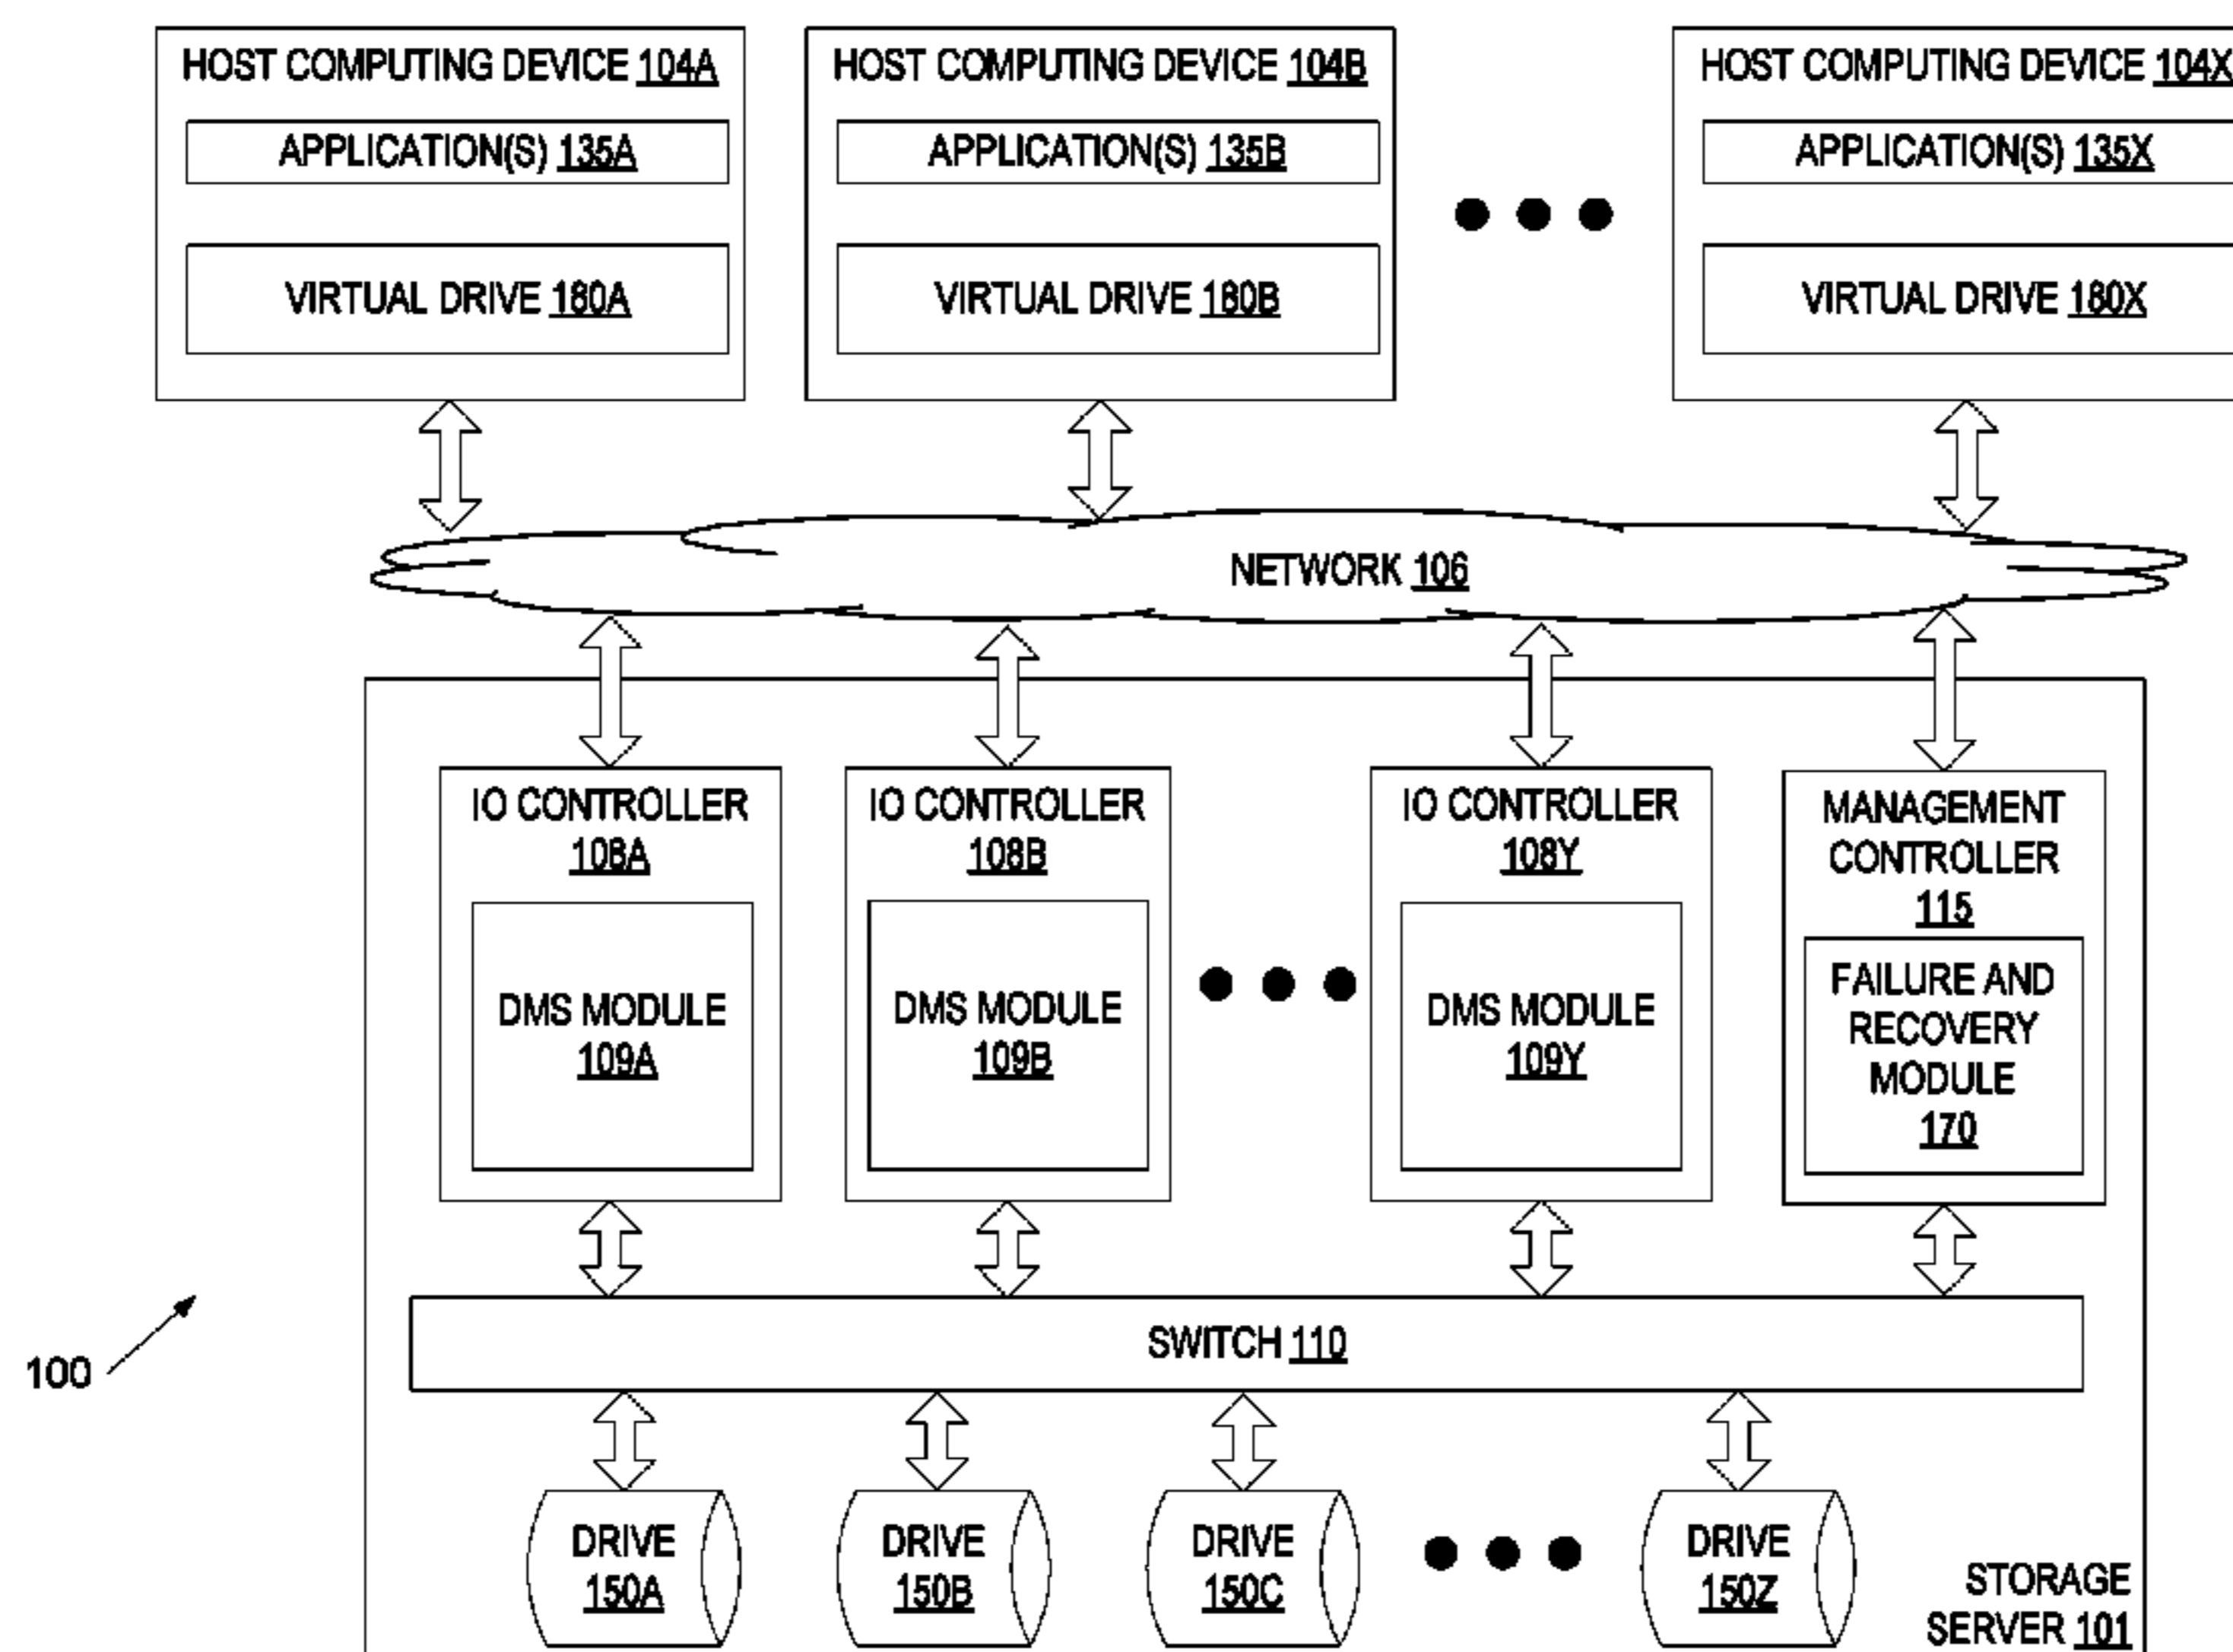 HOST COMPUTING DEVICE 104A
APPLICATION(S) 135A
VIRTUAL DRIVE 180A
HOST COMPUTING DEVICE 104B
APPLICATION(S) 135B
VIRTUAL DRIVE 180B
HOST COMPUTING DEVICE 104X
APPLICATION(S) 135X
VIRTUAL DRIVE 180X
NETWORK 106
IO CONTROLLER
108A
DMS MODULE
109A
IO CONTROLLER
108B
DMS MODULE
109B
IO CONTROLLER
108Y
DMS MODULE
109Y
MANAGEMENT
CONTROLLER
115
FAILURE AND
RECOVERY
MODULE
170
SWITCH 110
100
DRIVE
150A
DRIVE
150B
DRIVE
150C
DRIVE
150Z
STORAGE
SERVER 101